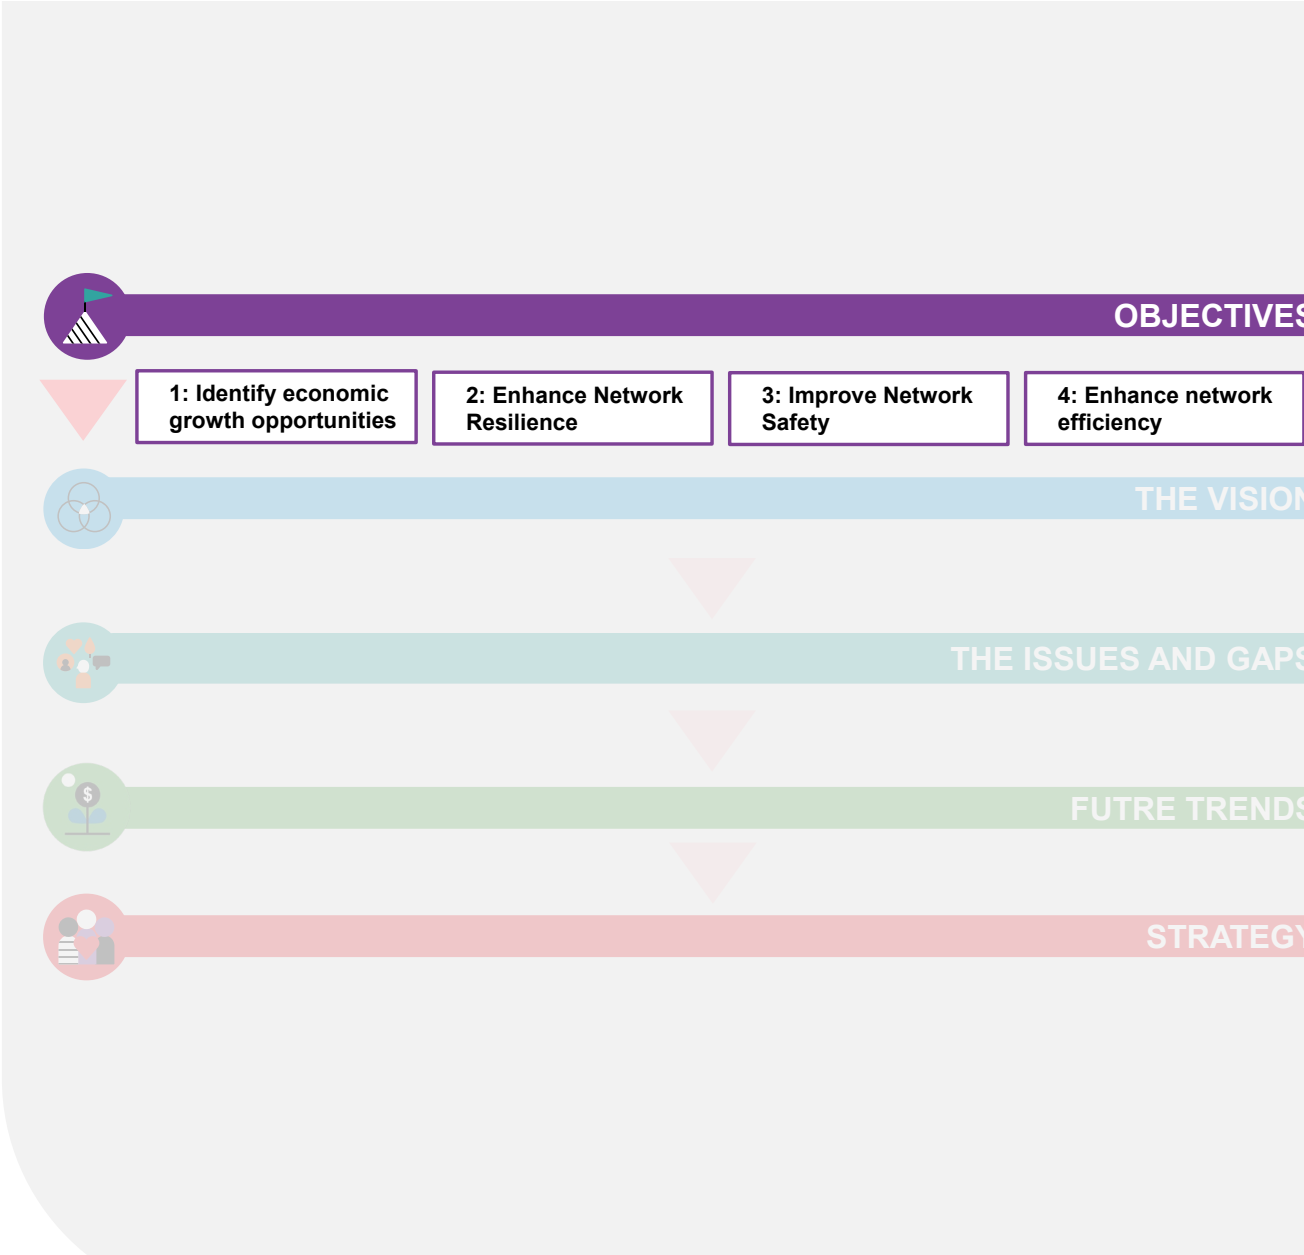 OBJECTIVES
1: Identify economic
growth opportunities
2: Enhance Network
Resilience
3: Improve Network
Safety
4: Enhance network
efficiency
THE VISION
THE ISSUES AND GAPS
$
FUTRE TRENDS
STRATEGY